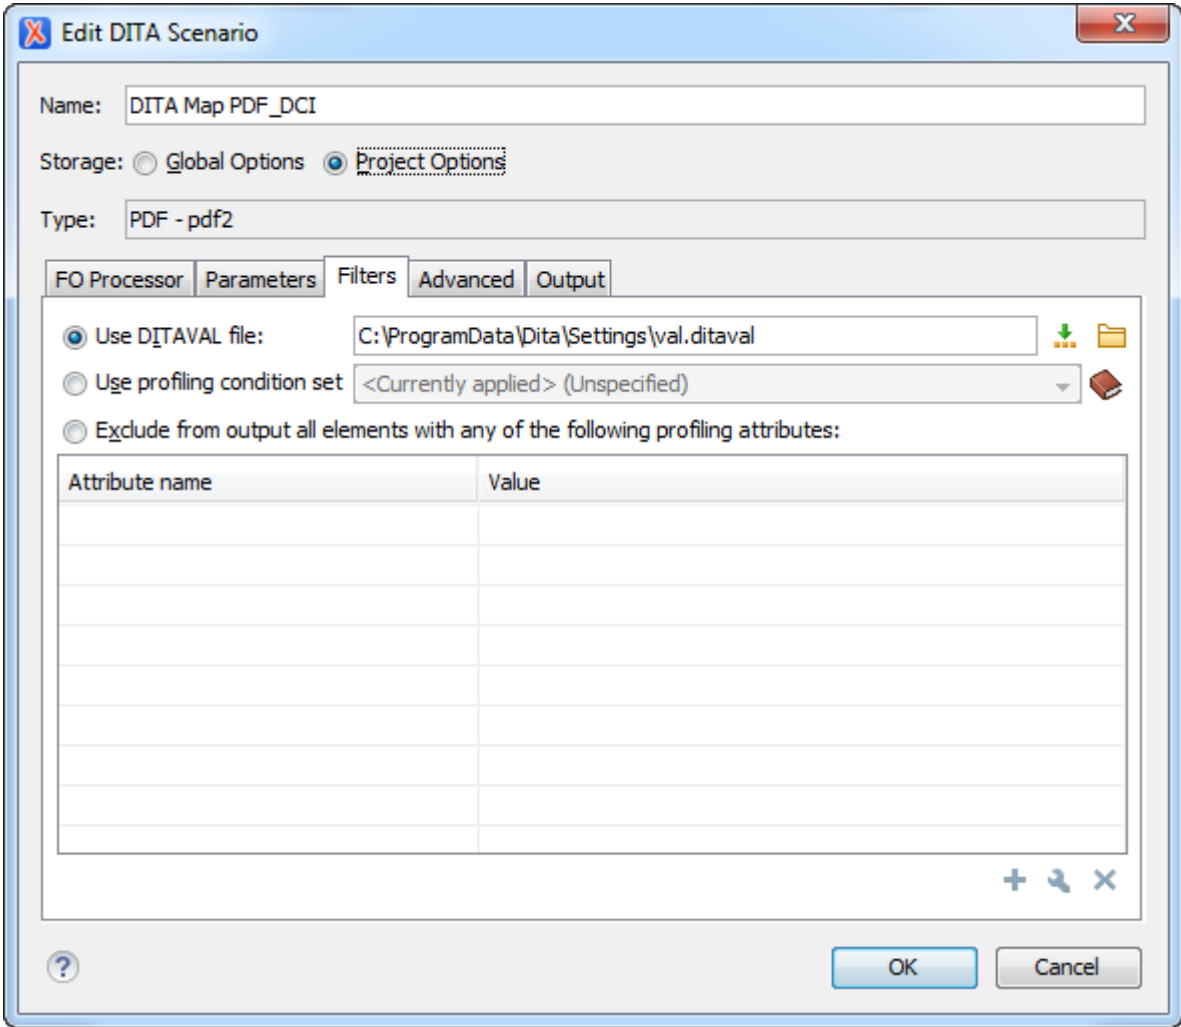 Edit DITA Scenario
Name: DITA Map PDF_DCI
Storage: Global Options Project Options
Type: PDF - pdf2
FO Processor Parameters Filters Advanced Output
Use DITAVAL file: C:\ProgramData\Dita\Settings\val.ditaval
Use profiling condition set <Currently applied> (Unspecified)
Exclude from output all elements with any of the following profiling attributes:
Attribute name Value
? OK Cancel